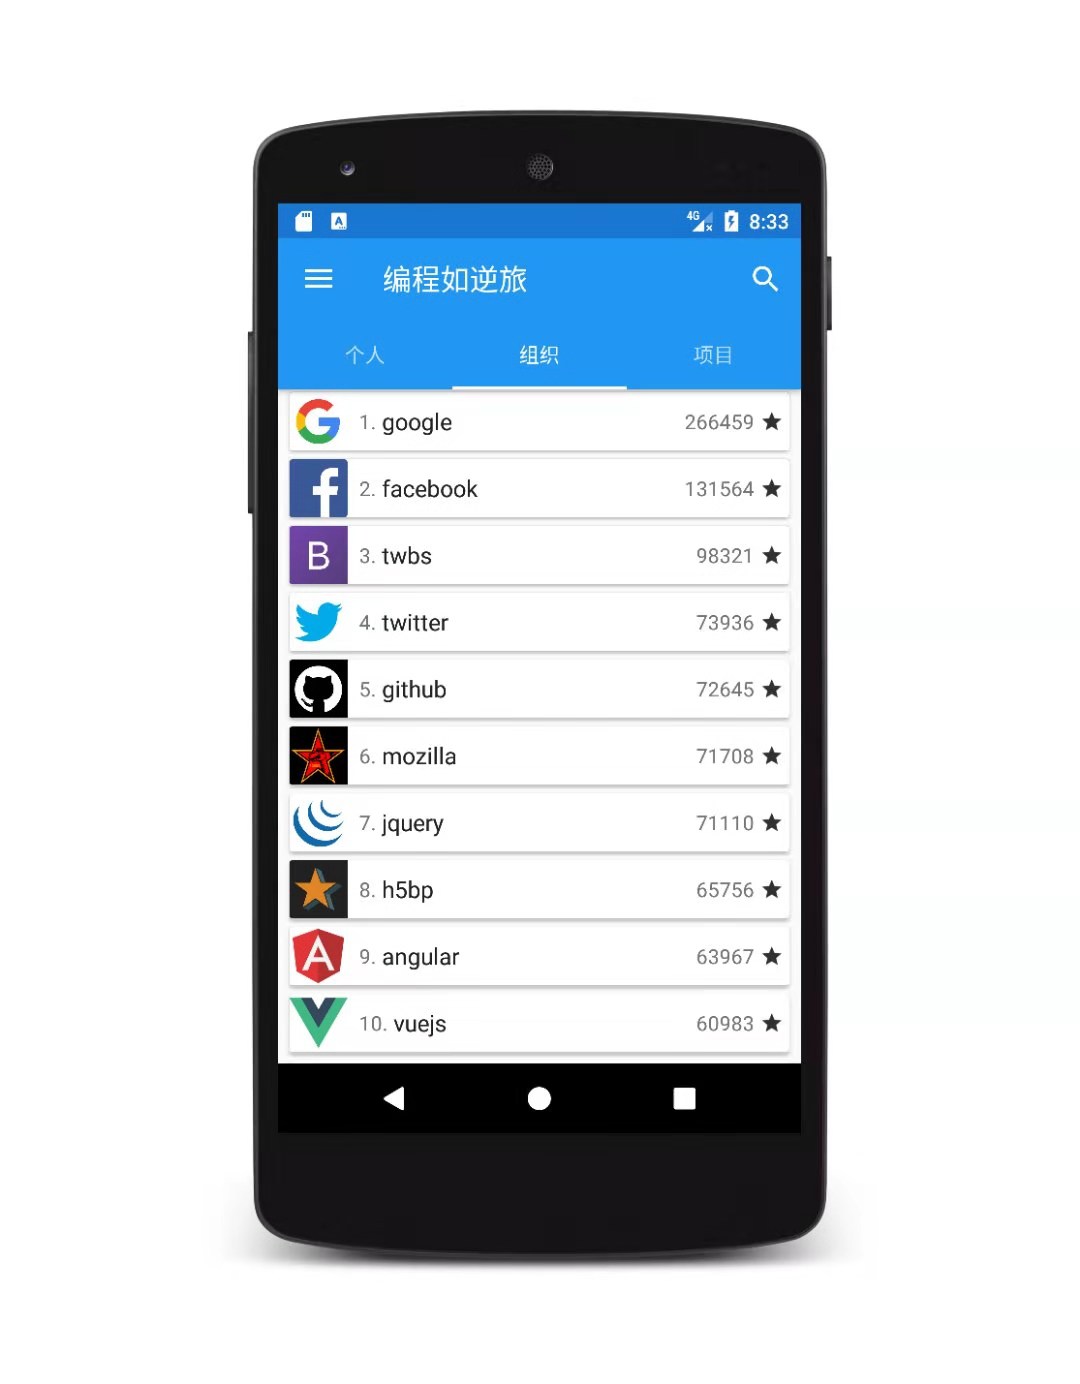 4G 8:33
编程如逆旅
个人 组织 项目
1. google 266459
2. facebook 131564
B 3. twbs 98321
4. twitter 73936
5. github 72645
6. mozilla 71708
7. jquery 71110
8. h5bp 65756
9. angular 63967
10. vuejs 60983